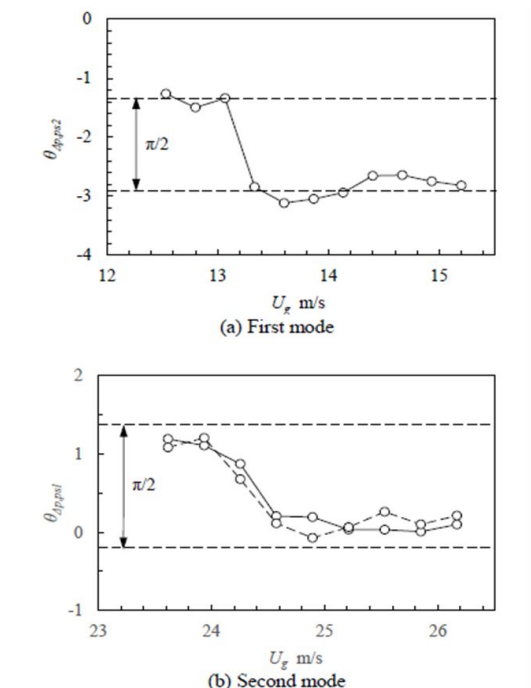 0
-1
-2
-3
-4
θΔp,ps2
π/2
12
13
14
15
Ug m/s
(a) First mode
2
1
0
-1
θΔp,ps1
π/2
23
24
25
26
Ug m/s
(b) Second mode